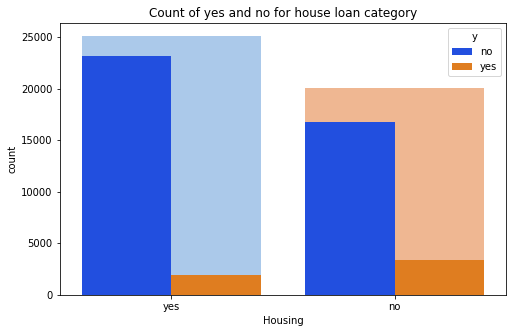 Count of yes and no for house loan category
y
no
yes
25000
20000
15000
10000
5000
0
count
yes
no
Housing